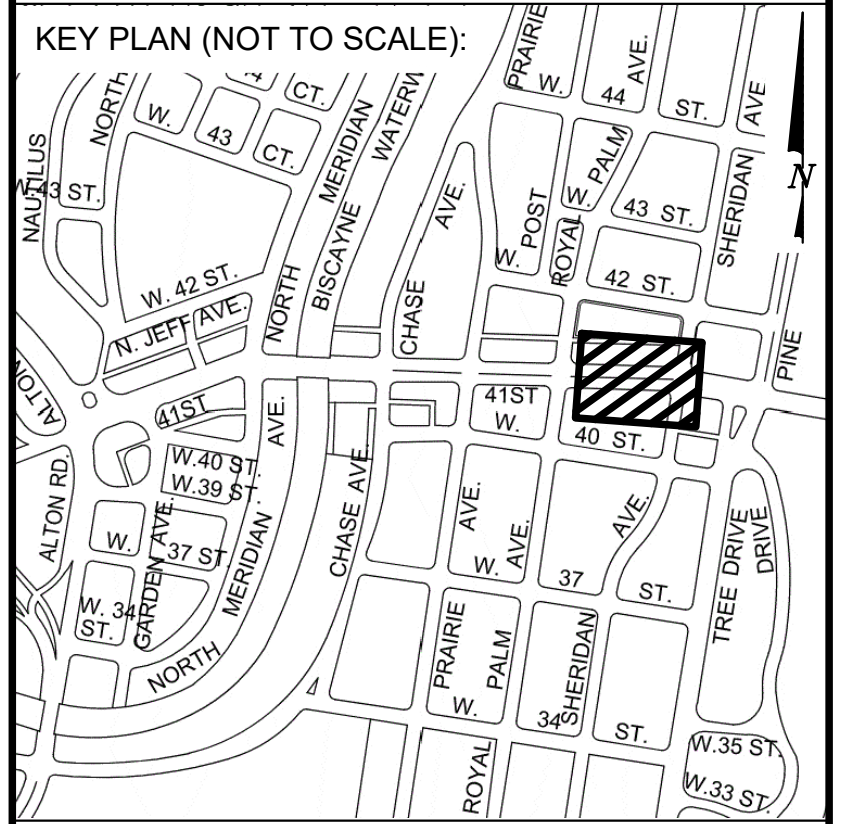 KEY PLAN (NOT TO SCALE):
PRAIRIE
AVE.
W.
44
ST.
AVE
NORTH
W.
43
CT.
CT.
MERIDIAN
WATERW
NAUTILUS
W.43 ST.
PALM
W.
N
SHERIDAN
AVE.
POST
43 ST.
ROYAL
W.
BISCAYNE
42 ST.
W. 42 ST.
NORTH
CHASE
N. JEFF AVE.
PINE
ALTON
41ST
41ST
W.
AVE.
40 ST.
W.40 ST.
W.39 ST.
CHASE AVE.
ALTON RD.
AVE.
AVE.
AVE.
W.
GARDEN AVE.
37 ST.
MERIDIAN
W.
37
ST.
TREE DRIVE
DRIVE
W. 34
ST.
NORTH
PRAIRIE
PALM
SHERIDAN
W.
34
ST.
W.35 ST.
ROYAL
W.33 ST.